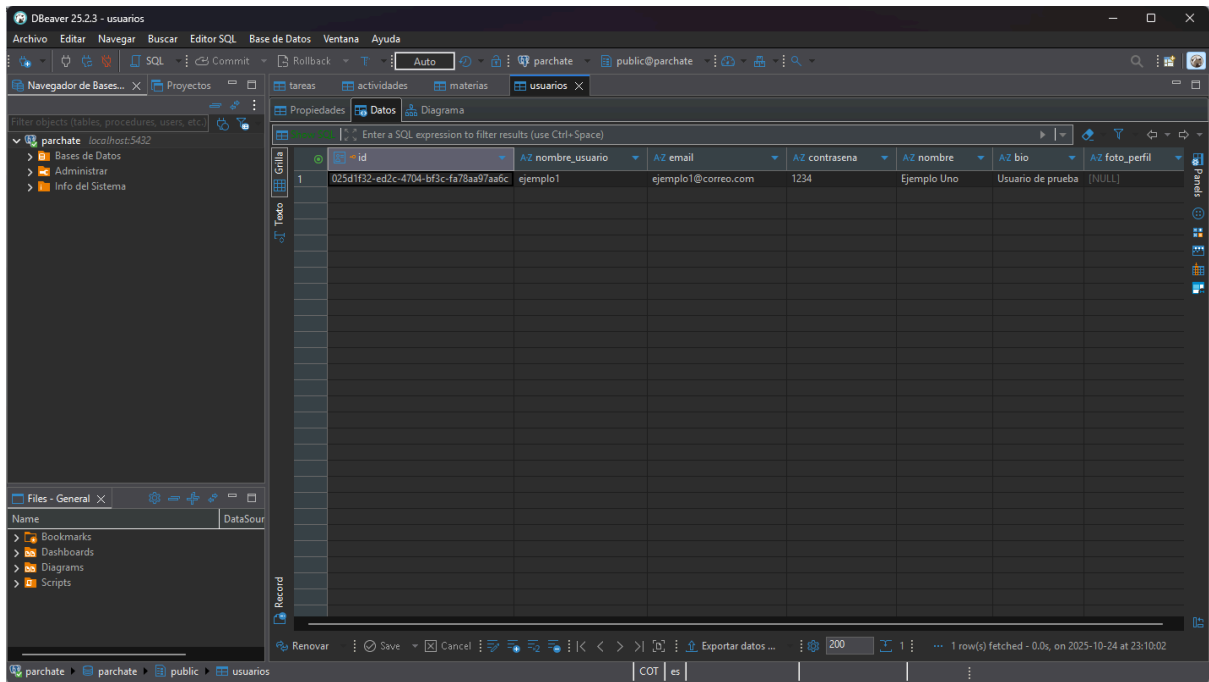 DBeaver 25.2.3 - usuarios
Archivo Editar Navegar Buscar Editor SQL Base de Datos Ventana Ayuda
SQL Commit Rollback T Auto parchate public@parchate
Navegador de Bases... Proyectos
tareas actividades materias usuarios
Propiedades Datos Diagrama
Filter objects (tables, procedures, users, etc.)
Enter a SQL expression to filter results (use Ctrl+Space)
parchate localhost:5432
Bases de Datos
Administrar
Info del Sistema
Grilla
Texto
Record
id A-Z nombre_usuario A-Z email A-Z contrasena A-Z nombre A-Z bio A-Z foto_perfil
1 025d1f32-ed2c-4704-bf3c-fa78aa97aa6c ejemplo1 ejemplo1@correo.com 1234 Ejemplo Uno Usuario de prueba [NULL]
Panels
Files - General
Name DataSour
Bookmarks
Dashboards
Diagrams
Scripts
Renovar Save Cancel Exportar datos ... 200 1 ... 1 row(s) fetched - 0.0s, on 2025-10-24 at 23:10:02
parchate parchate public usuarios COT es